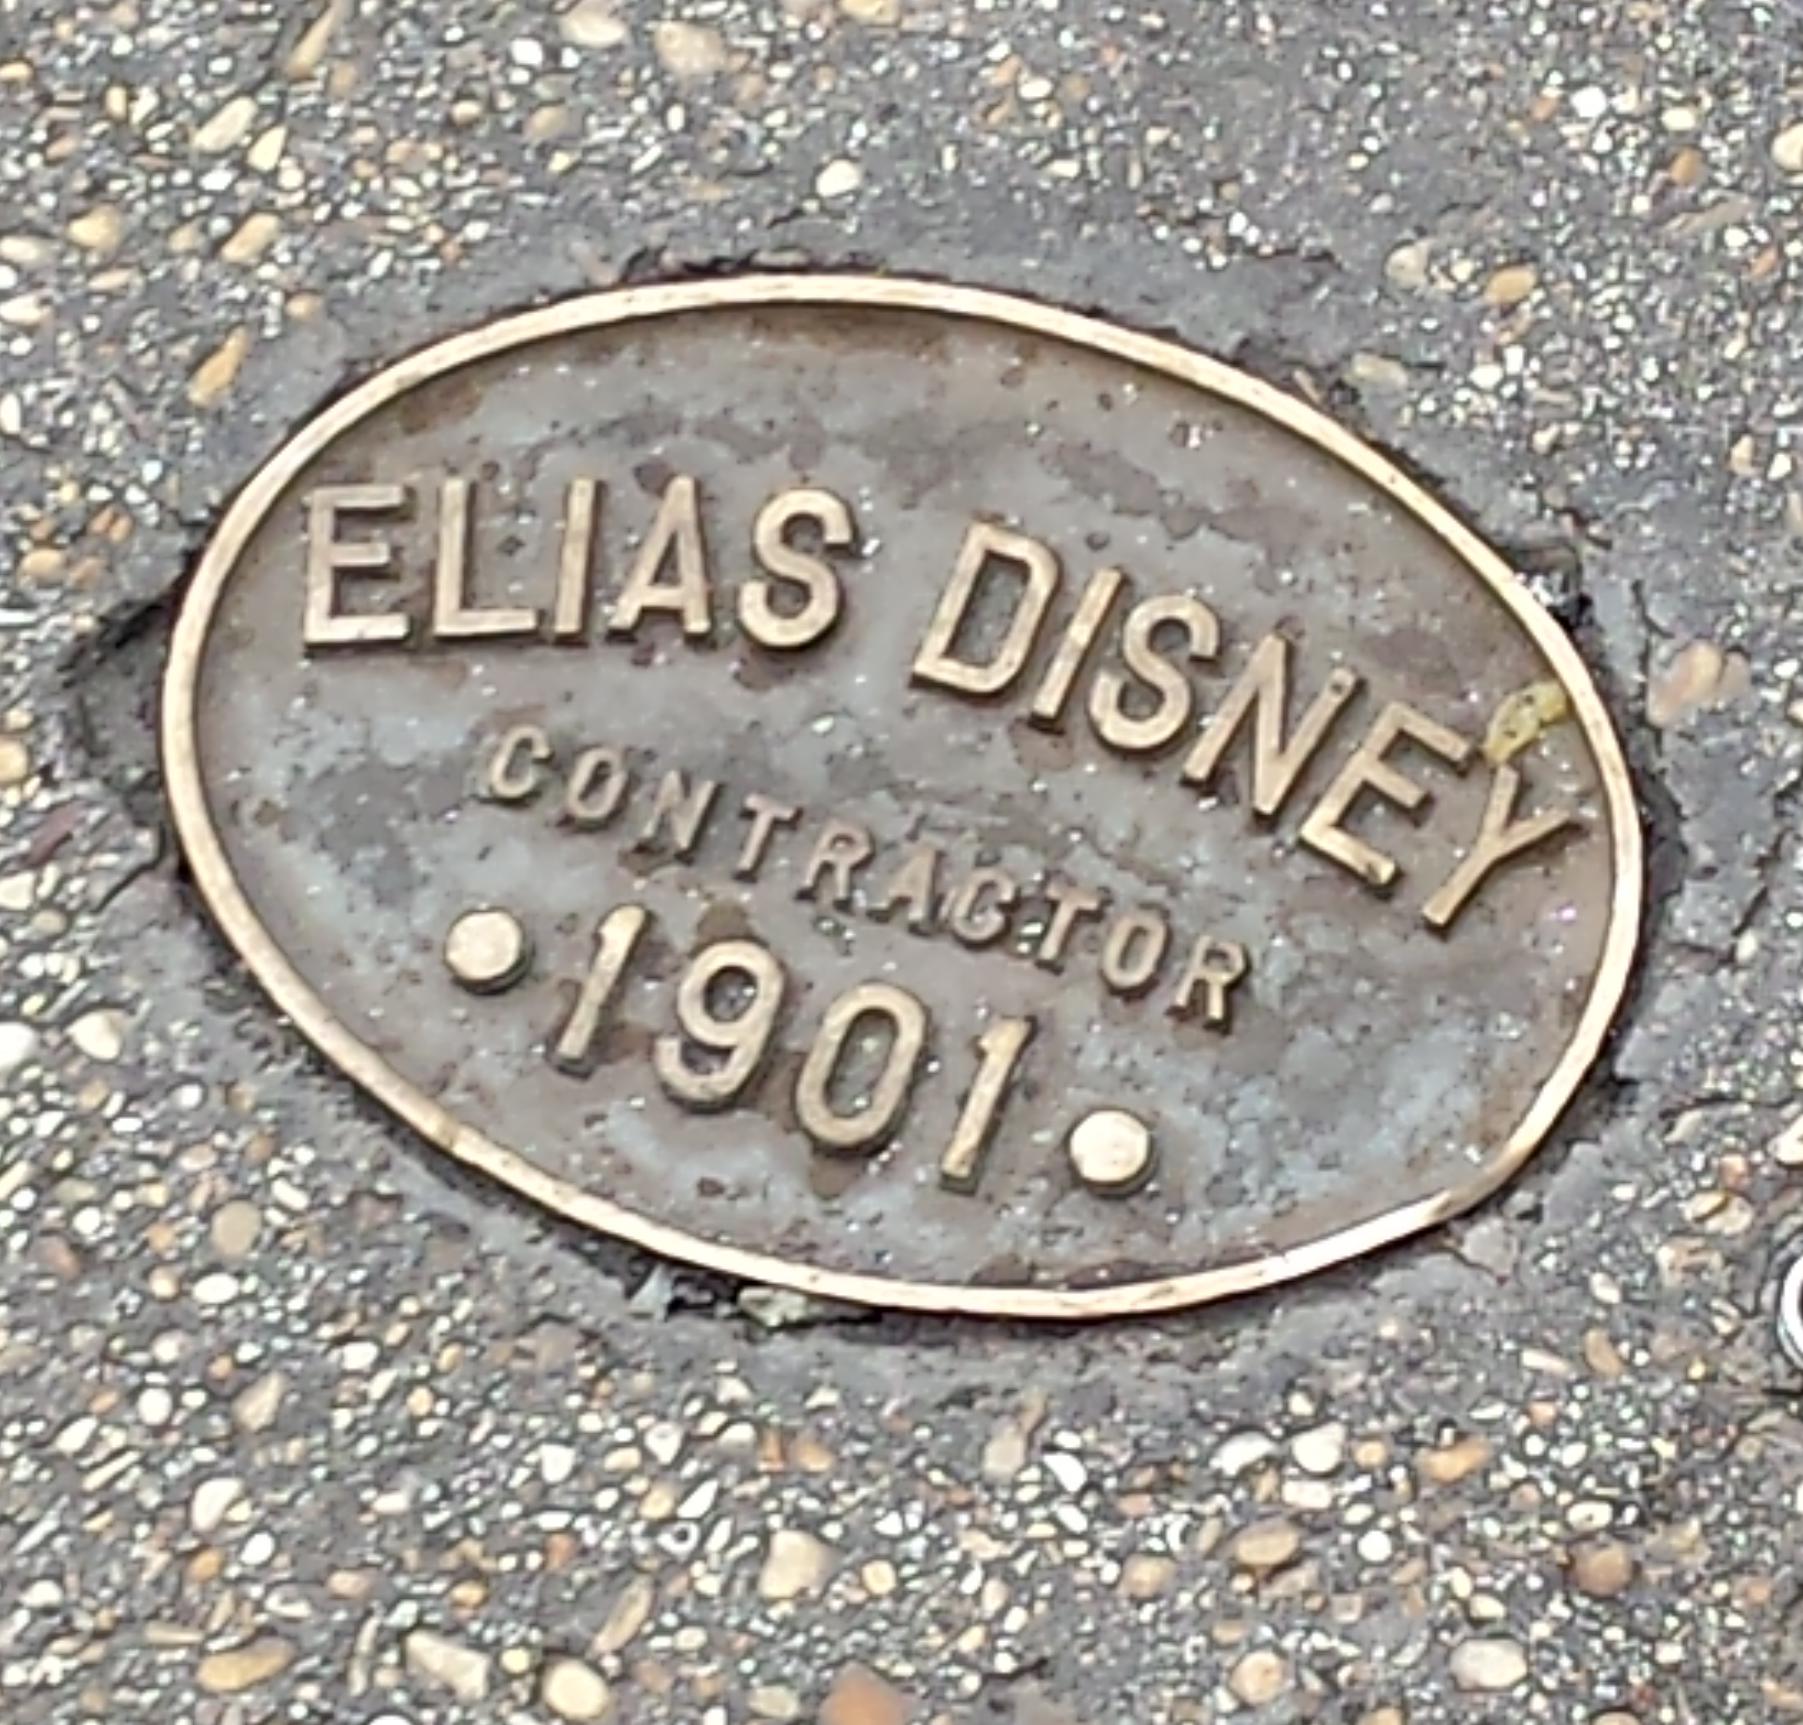 ELIAS DISNEY
CONTRACTOR
•1901•